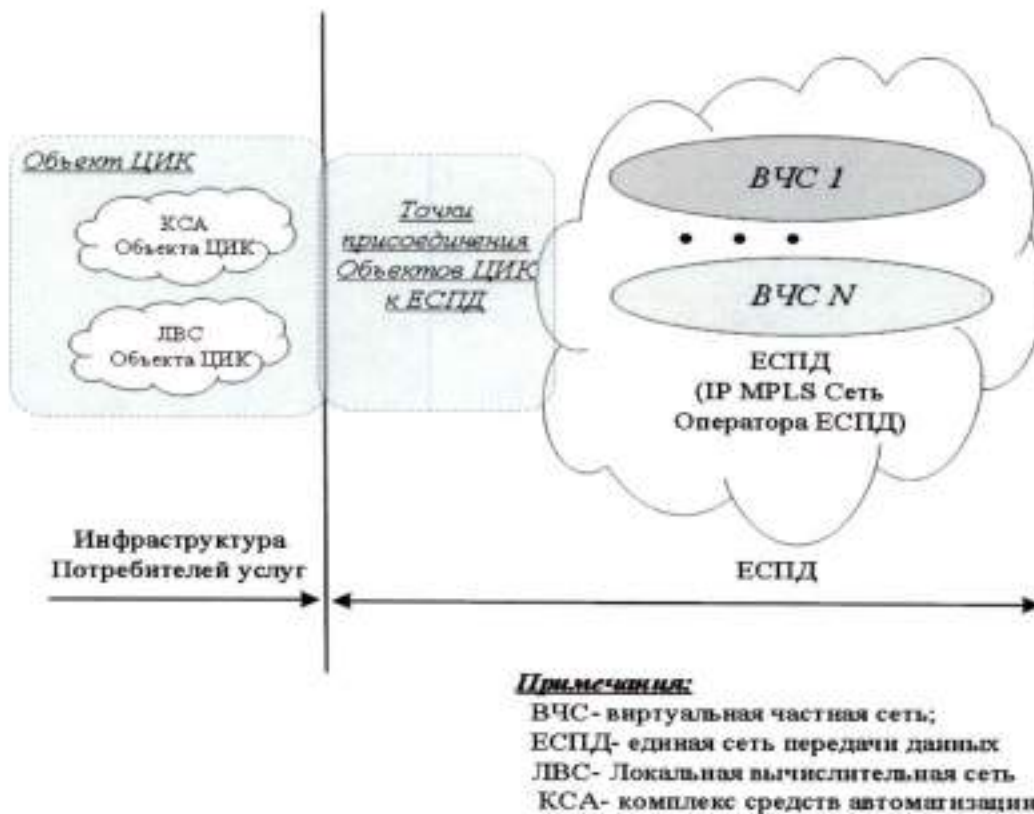 Объект ЦИК
КСА
Объекта ЦИК
ЛВС
Объекта ЦИК
Точки
присоединения
Объектов ЦИК
к ЕСПД
ВЧС 1
ВЧС N
ЕСПД
(IP MPLS Сеть
Оператора ЕСПД)
Инфраструктура
Потребителей услуг
ЕСПД
Примечания:
ВЧС- виртуальная частная сеть;
ЕСПД- единая сеть передачи данных
ЛВС- Локальная вычислительная сеть
КСА- комплекс средств автоматизации